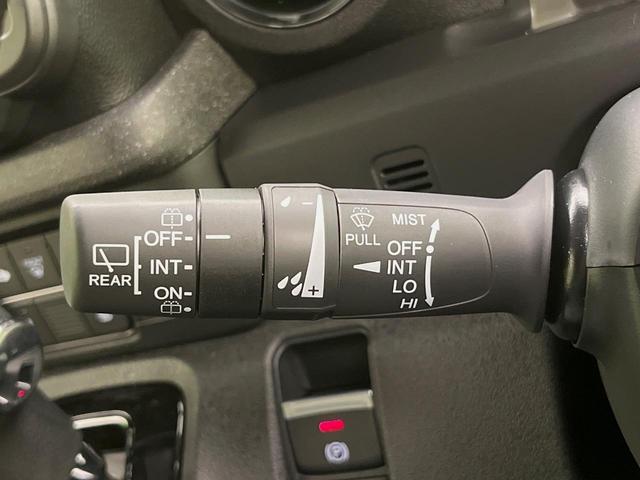 REAR
OFF
INT
ON
PULL
MIST
OFF
INT
LO
HI